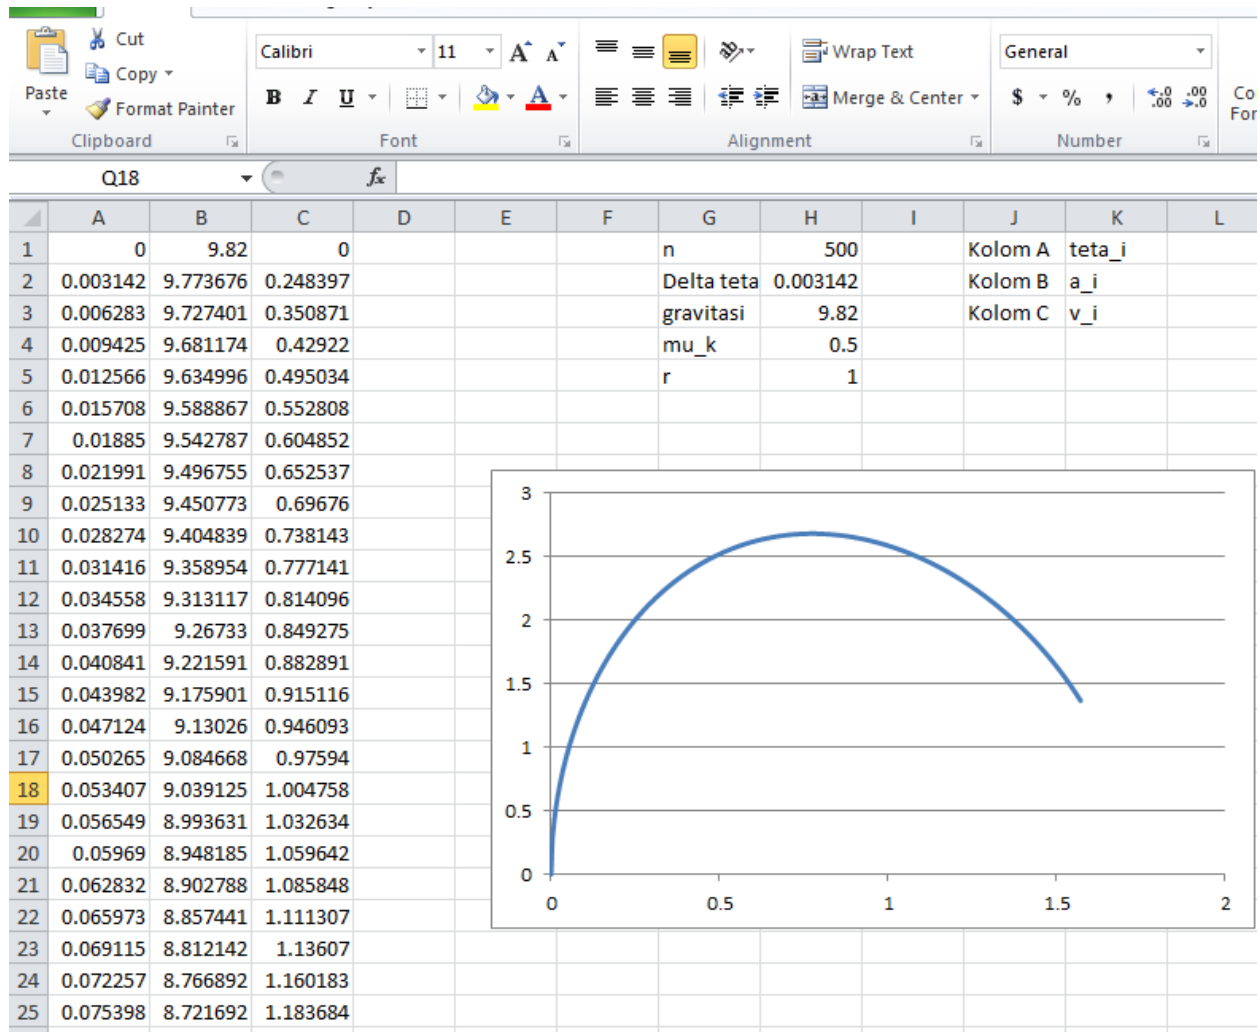 Cut
Copy
Format Painter
Paste
Calibri 11 A A
B I U A
Wrap Text
Merge & Center
General
$ % , .00 .00
Clipboard Font Alignment Number
Q18 fx
A B C D E F G H I J K L
1 0 9.82 0 n 500 Kolom A teta_i
2 0.003142 9.773676 0.248397 Delta teta 0.003142 Kolom B a_i
3 0.006283 9.727401 0.350871 gravitasi 9.82 Kolom C v_i
4 0.009425 9.681174 0.42922 mu_k 0.5
5 0.012566 9.634996 0.495034 r 1
6 0.015708 9.588867 0.552808
7 0.01885 9.542787 0.604852
8 0.021991 9.496755 0.652537
9 0.025133 9.450773 0.69676
10 0.028274 9.404839 0.738143
11 0.031416 9.358954 0.777141
12 0.034558 9.313117 0.814096
13 0.037699 9.26733 0.849275
14 0.040841 9.221591 0.882891
15 0.043982 9.175901 0.915116
16 0.047124 9.13026 0.946093
17 0.050265 9.084668 0.97594
18 0.053407 9.039125 1.004758
19 0.056549 8.993631 1.032634
20 0.05969 8.948185 1.059642
21 0.062832 8.902788 1.085848
22 0.065973 8.857441 1.111307
23 0.069115 8.812142 1.13607
24 0.072257 8.766892 1.160183
25 0.075398 8.721692 1.183684
3
2.5
2
1.5
1
0.5
0
0 0.5 1 1.5 2